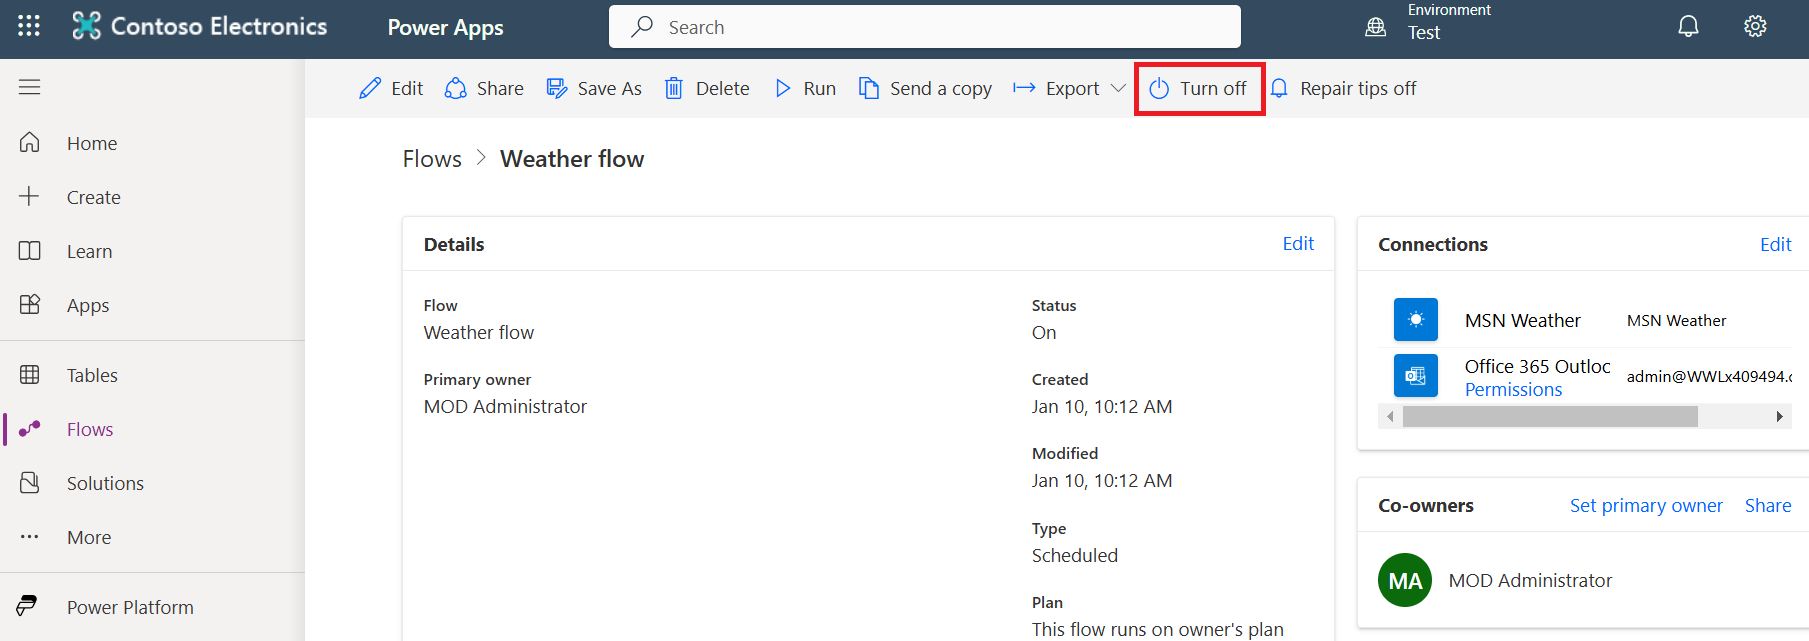 Contoso Electronics
Power Apps
Search
Environment
Test
Edit
Share
Save As
Delete
Run
Send a copy
Export
Turn off
Repair tips off
Home
Create
Learn
Apps
Tables
Flows
Solutions
More
Power Platform
Flows > Weather flow
Details
Edit
Flow
Weather flow
Primary owner
MOD Administrator
Status
On
Created
Jan 10, 10:12 AM
Modified
Jan 10, 10:12 AM
Type
Scheduled
Plan
This flow runs on owner's plan
Connections
Edit
MSN Weather
MSN Weather
Office 365 Outloc
Permissions
admin@WWLx409494.c
Co-owners
Set primary owner
Share
MA
MOD Administrator